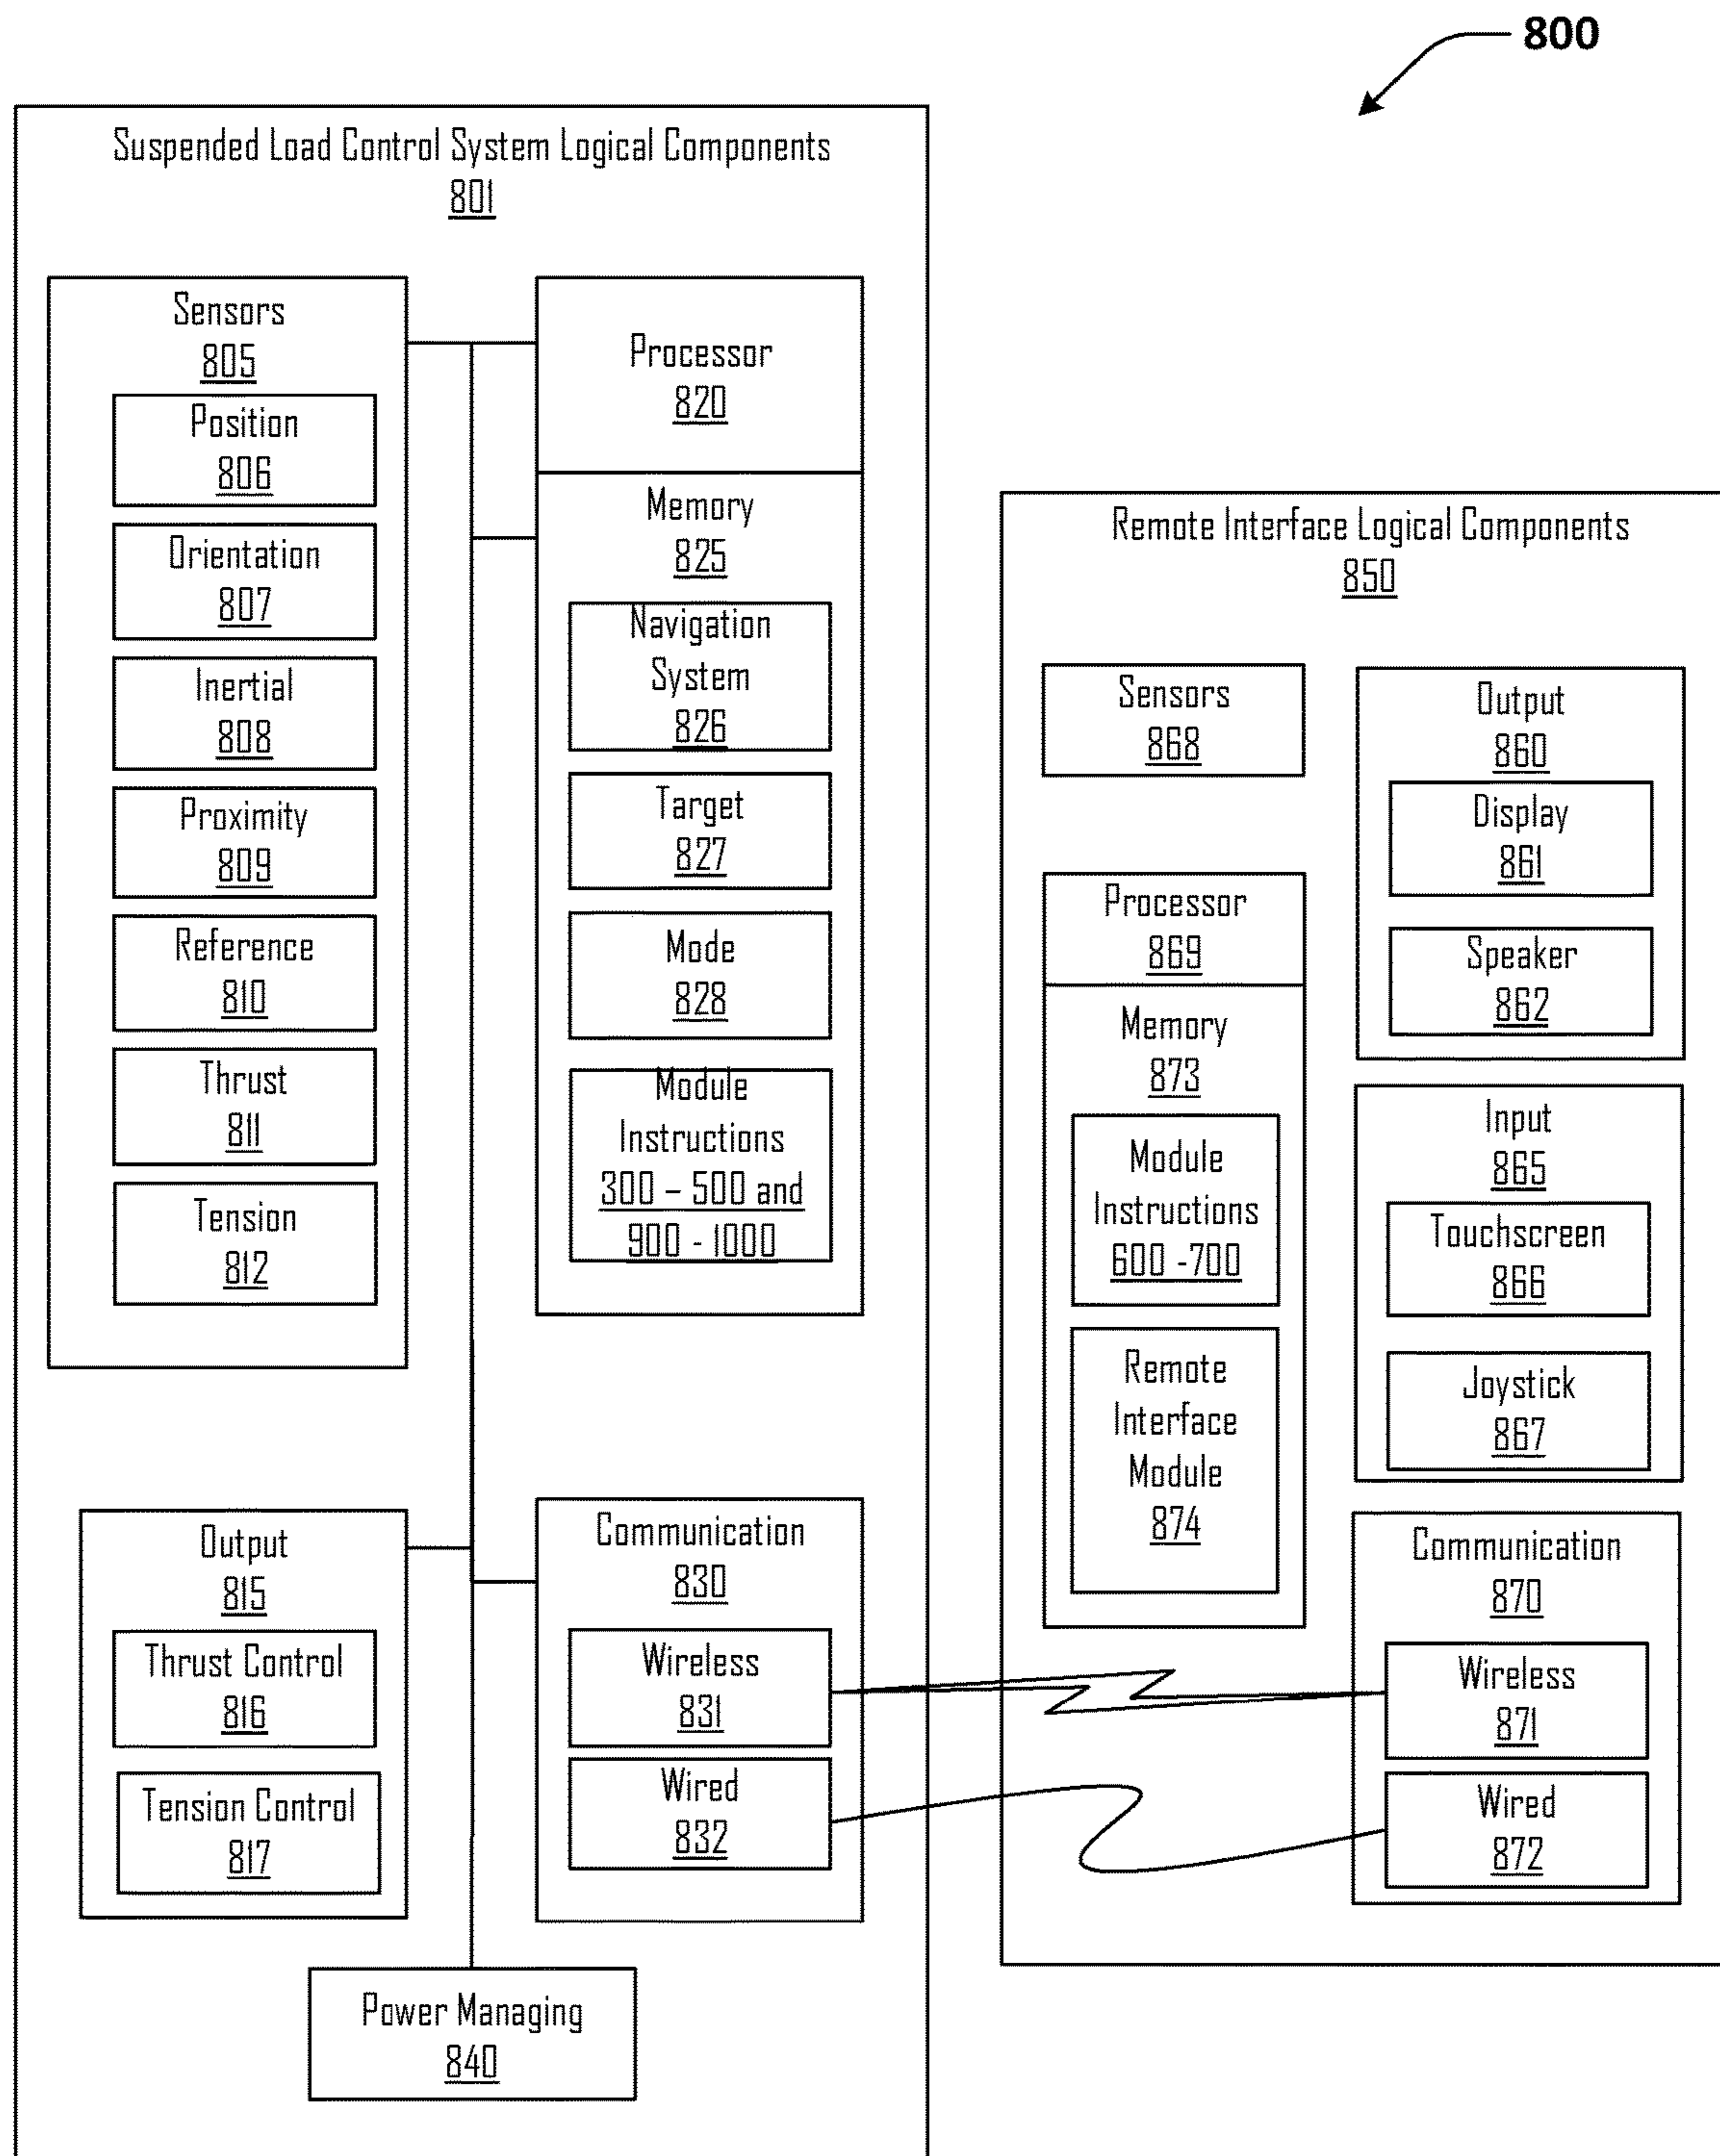 800
Suspended Load Control System Logical Components
801
Sensors
805
Position
806
Orientation
807
Inertial
808
Proximity
809
Reference
810
Thrust
811
Tension
812
Processor
820
Memory
825
Navigation
System
826
Target
827
Mode
828
Module
Instructions
300 – 500 and
900 - 1000
Output
815
Thrust Control
816
Tension Control
817
Communication
830
Wireless
831
Wired
832
Power Managing
840
Remote Interface Logical Components
850
Sensors
868
Processor
869
Memory
873
Module
Instructions
600 -700
Remote
Interface
Module
874
Output
860
Display
861
Speaker
862
Input
865
Touchscreen
866
Joystick
867
Communication
870
Wireless
871
Wired
872